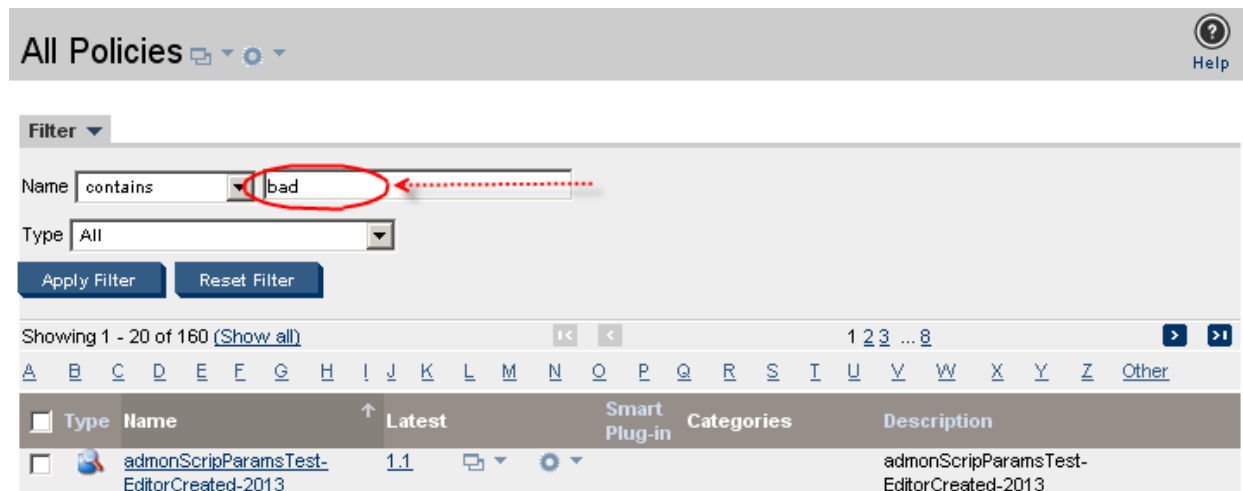 All Policies
?
Help
Filter
Name contains bad
Type All
Apply Filter Reset Filter
Showing 1 - 20 of 160 (Show all) 1 2 3 ... 8
A B C D E F G H I J K L M N O P Q R S T U V W X Y Z Other
Type Name Latest Smart Plug-in Categories Description
admonScripParamsTest- 1.1 admonScripParamsTest-
EditorCreated-2013 EditorCreated-2013